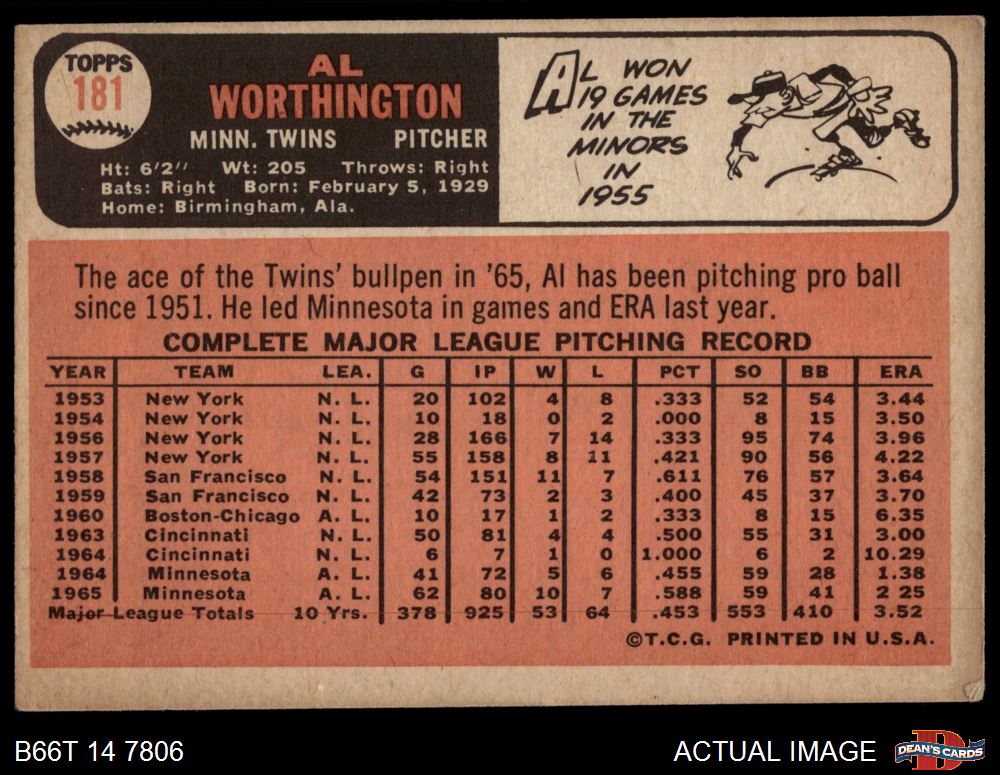 TOPPS
181
AL
WORTHINGTON
MINN. TWINS PITCHER
Ht: 6'2" Wt: 205 Throws: Right
Bats: Right Born: February 5, 1929
Home: Birmingham, Ala.
AL WON
19 GAMES
IN THE
MINORS
IN
1955
The ace of the Twins' bullpen in '65, Al has been pitching pro ball
since 1951. He led Minnesota in games and ERA last year.
COMPLETE MAJOR LEAGUE PITCHING RECORD
YEAR TEAM LEA. G IP W L PCT SO BB ERA
1953 New York N. L. 20 102 4 8 .333 52 54 3.44
1954 New York N. L. 10 18 0 2 .000 8 15 3.50
1956 New York N. L. 28 166 7 14 .333 95 74 3.96
1957 New York N. L. 55 158 8 11 .421 90 56 4.22
1958 San Francisco N. L. 54 151 11 7 .611 76 57 3.64
1959 San Francisco N. L. 42 73 2 3 .400 45 37 3.70
1960 Boston-Chicago A. L. 10 17 1 2 .333 8 15 6.35
1963 Cincinnati N. L. 50 81 4 4 .500 55 31 3.00
1964 Cincinnati N. L. 6 7 1 0 1.000 6 2 10.29
1964 Minnesota A. L. 41 72 5 6 .455 59 28 1.38
1965 Minnesota A. L. 62 80 10 7 .588 59 41 2 25
Major League Totals 10 Yrs. 378 925 53 64 .453 553 410 3.52
©T.C.G. PRINTED IN U.S.A.
B66T 14 7806
ACTUAL IMAGE
DEAN'S CARDS